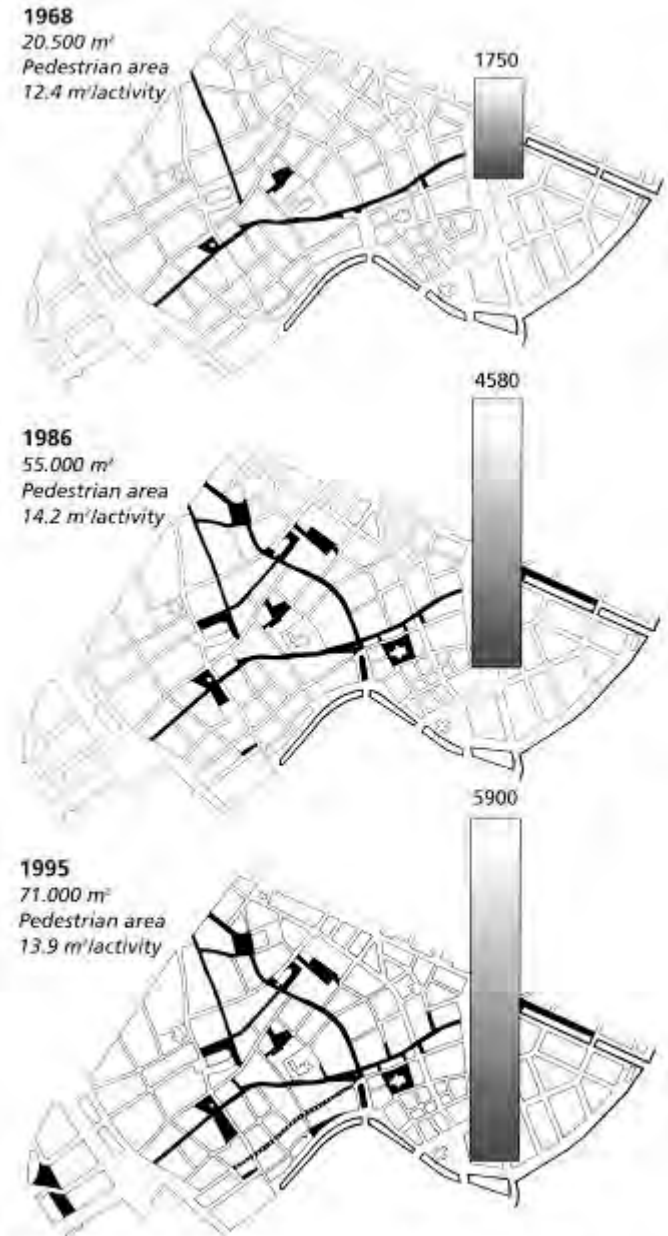 1968
20.500 m²
Pedestrian area
12.4 m²/activity
1750
4580
1986
55.000 m²
Pedestrian area
14.2 m²/activity
5900
1995
71.000 m²
Pedestrian area
13.9 m²/activity